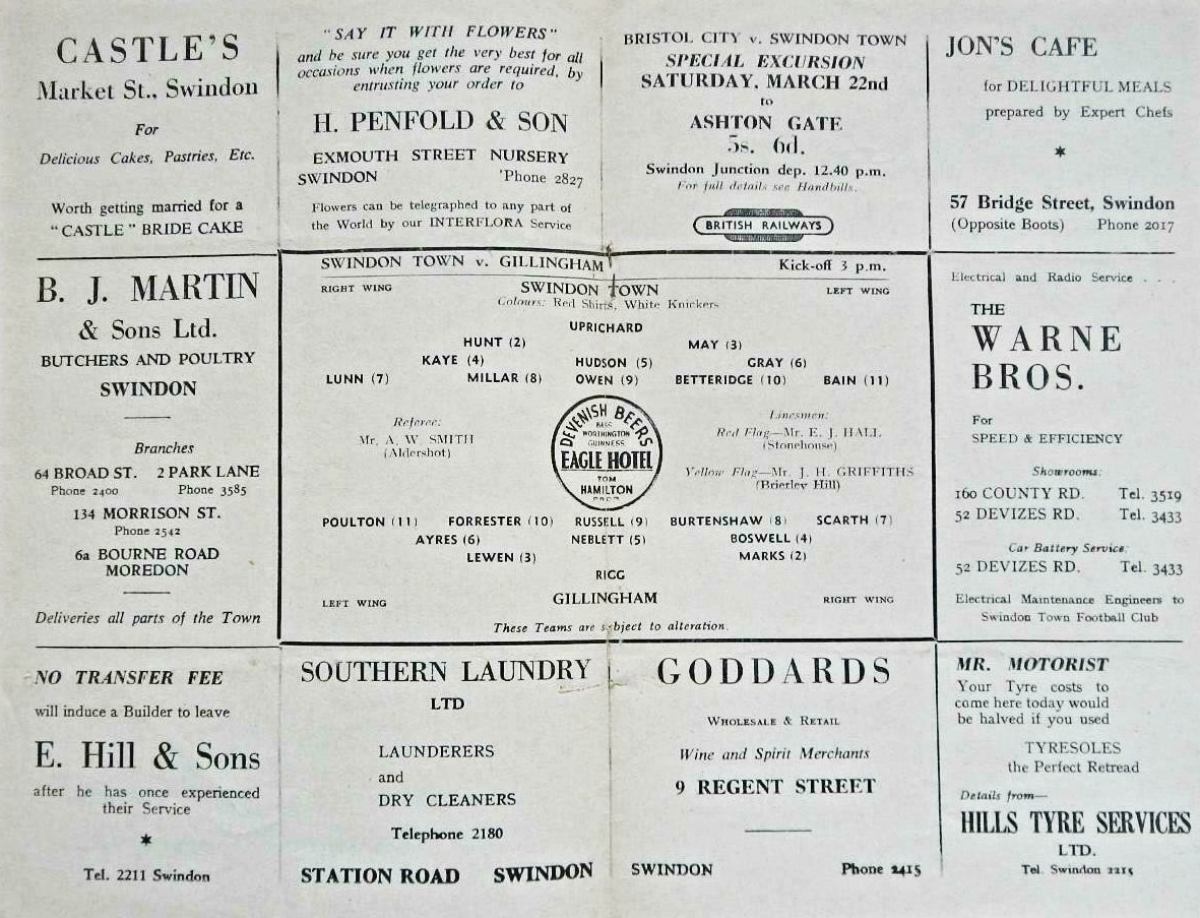 CASTLE'S
Market St., Swindon
For
Delicious Cakes, Pastries, Etc.
Worth getting married for a
"CASTLE" BRIDE CAKE
"SAY IT WITH FLOWERS"
and be sure you get the very best for all
occasions when flowers are required, by
entrusting your order to
H. PENFOLD & SON
EXMOUTH STREET NURSERY
SWINDON 'Phone 2827
Flowers can be telegraphed to any part of
the World by our INTERFLORA Service
BRISTOL CITY v. SWINDON TOWN
SPECIAL EXCURSION
SATURDAY, MARCH 22nd
to
ASHTON GATE
5s. 6d.
Swindon Junction dep. 12.40 p.m.
For full details see Handbills.
BRITISH RAILWAYS
JON'S CAFE
for DELIGHTFUL MEALS
prepared by Expert Chefs
*
57 Bridge Street, Swindon
(Opposite Boots) Phone 2017
B. J. MARTIN
& Sons Ltd.
BUTCHERS AND POULTRY
SWINDON
Branches
64 BROAD ST. 2 PARK LANE
Phone 2400 Phone 3585
134 MORRISON ST.
Phone 2542
6a BOURNE ROAD
MOREDON
Deliveries all parts of the Town
SWINDON TOWN v. GILLINGHAM Kick-off 3 p.m.
RIGHT WING SWINDON TOWN LEFT WING
Colours: Red Shirts, White Knickers
UPRICHARD
HUNT (2) MAY (3)
KAYE (4) HUDSON (5) GRAY (6)
LUNN (7) MILLAR (8) OWEN (9) BETTERIDGE (10) BAIN (11)
Referee:
Mr. A. W. SMITH
(Aldershot)
DEVENISH BEERS
BASS
WORTHINGTON
GUINNESS
EAGLE HOTEL
TOM
HAMILTON
PROP.
Linesmen:
Red Flag—Mr. E. J. HALL
(Stonehouse)
Yellow Flag—Mr. J. H. GRIFFITHS
(Brierley Hill)
POULTON (11) FORRESTER (10) RUSSELL (9) BURTENSHAW (8) SCARTH (7)
AYRES (6) NEBLETT (5) BOSWELL (4)
LEWEN (3) MARKS (2)
RIGG
LEFT WING GILLINGHAM RIGHT WING
These Teams are subject to alteration.
Electrical and Radio Service . . .
THE
WARNE
BROS.
For
SPEED & EFFICIENCY
Showrooms:
160 COUNTY RD. Tel. 3519
52 DEVIZES RD. Tel. 3433
Car Battery Service:
52 DEVIZES RD. Tel. 3433
Electrical Maintenance Engineers to
Swindon Town Football Club
NO TRANSFER FEE
will induce a Builder to leave
E. Hill & Sons
after he has once experienced
their Service
*
Tel. 2211 Swindon
SOUTHERN LAUNDRY
LTD
LAUNDERERS
and
DRY CLEANERS
Telephone 2180
STATION ROAD SWINDON
GODDARDS
WHOLESALE & RETAIL
Wine and Spirit Merchants
9 REGENT STREET
SWINDON Phone 2415
MR. MOTORIST
Your Tyre costs to
come here today would
be halved if you used
TYRESOLES
the Perfect Retread
Details from—
HILLS TYRE SERVICES
LTD.
Tel. Swindon 2215